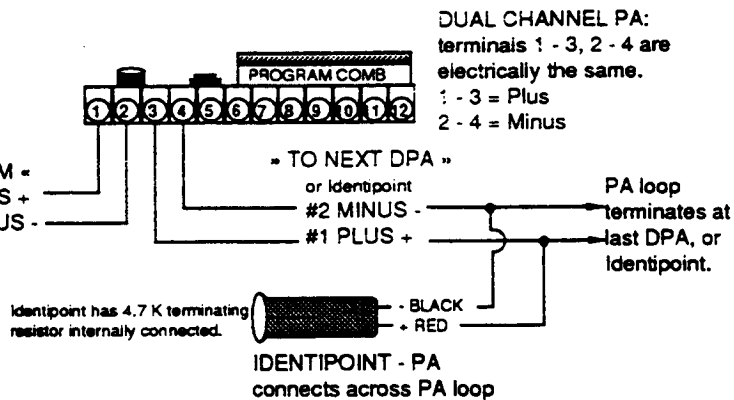 DUAL CHANNEL PA:
terminals 1 - 3, 2 - 4 are
electrically the same.
1 - 3 = Plus
2 - 4 = Minus
PROGRAM COMB
1 2 3 4 5 6 7 8 9 10 11 12
" TO NEXT DPA "
or Identipoint
#2 MINUS -
#1 PLUS +
M "
S +
US -
PA loop
terminates at
last DPA, or
Identipoint.
Identipoint has 4.7 K terminating
resistor internally connected.
- BLACK
+ RED
IDENTIPOINT - PA
connects across PA loop